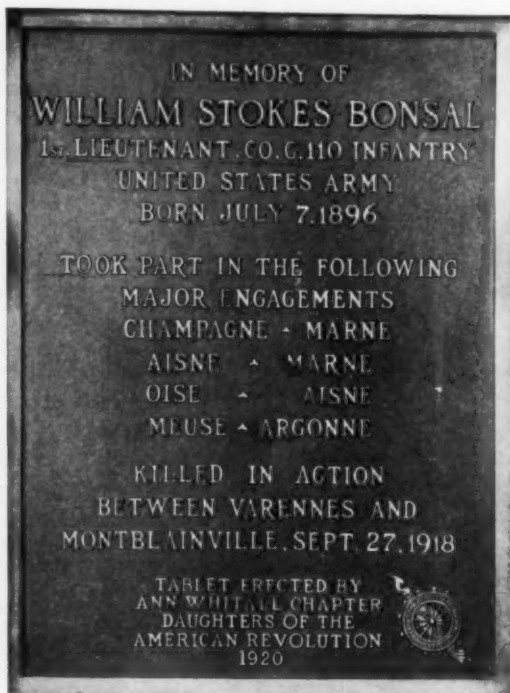 IN MEMORY OF
WILLIAM STOKES BONSAL
1ST. LIEUTENANT. CO. G. 110 INFANTRY
UNITED STATES ARMY
BORN JULY 7. 1896
TOOK PART IN THE FOLLOWING
MAJOR ENGAGEMENTS
CHAMPAGNE - MARNE
AISNE - MARNE
OISE - AISNE
MEUSE - ARGONNE
KILLED IN ACTION
BETWEEN VARENNES AND
MONTBLAINVILLE, SEPT. 27, 1918
TABLET ERECTED BY
ANN WHITALL CHAPTER
DAUGHTERS OF THE
AMERICAN REVOLUTION
1920